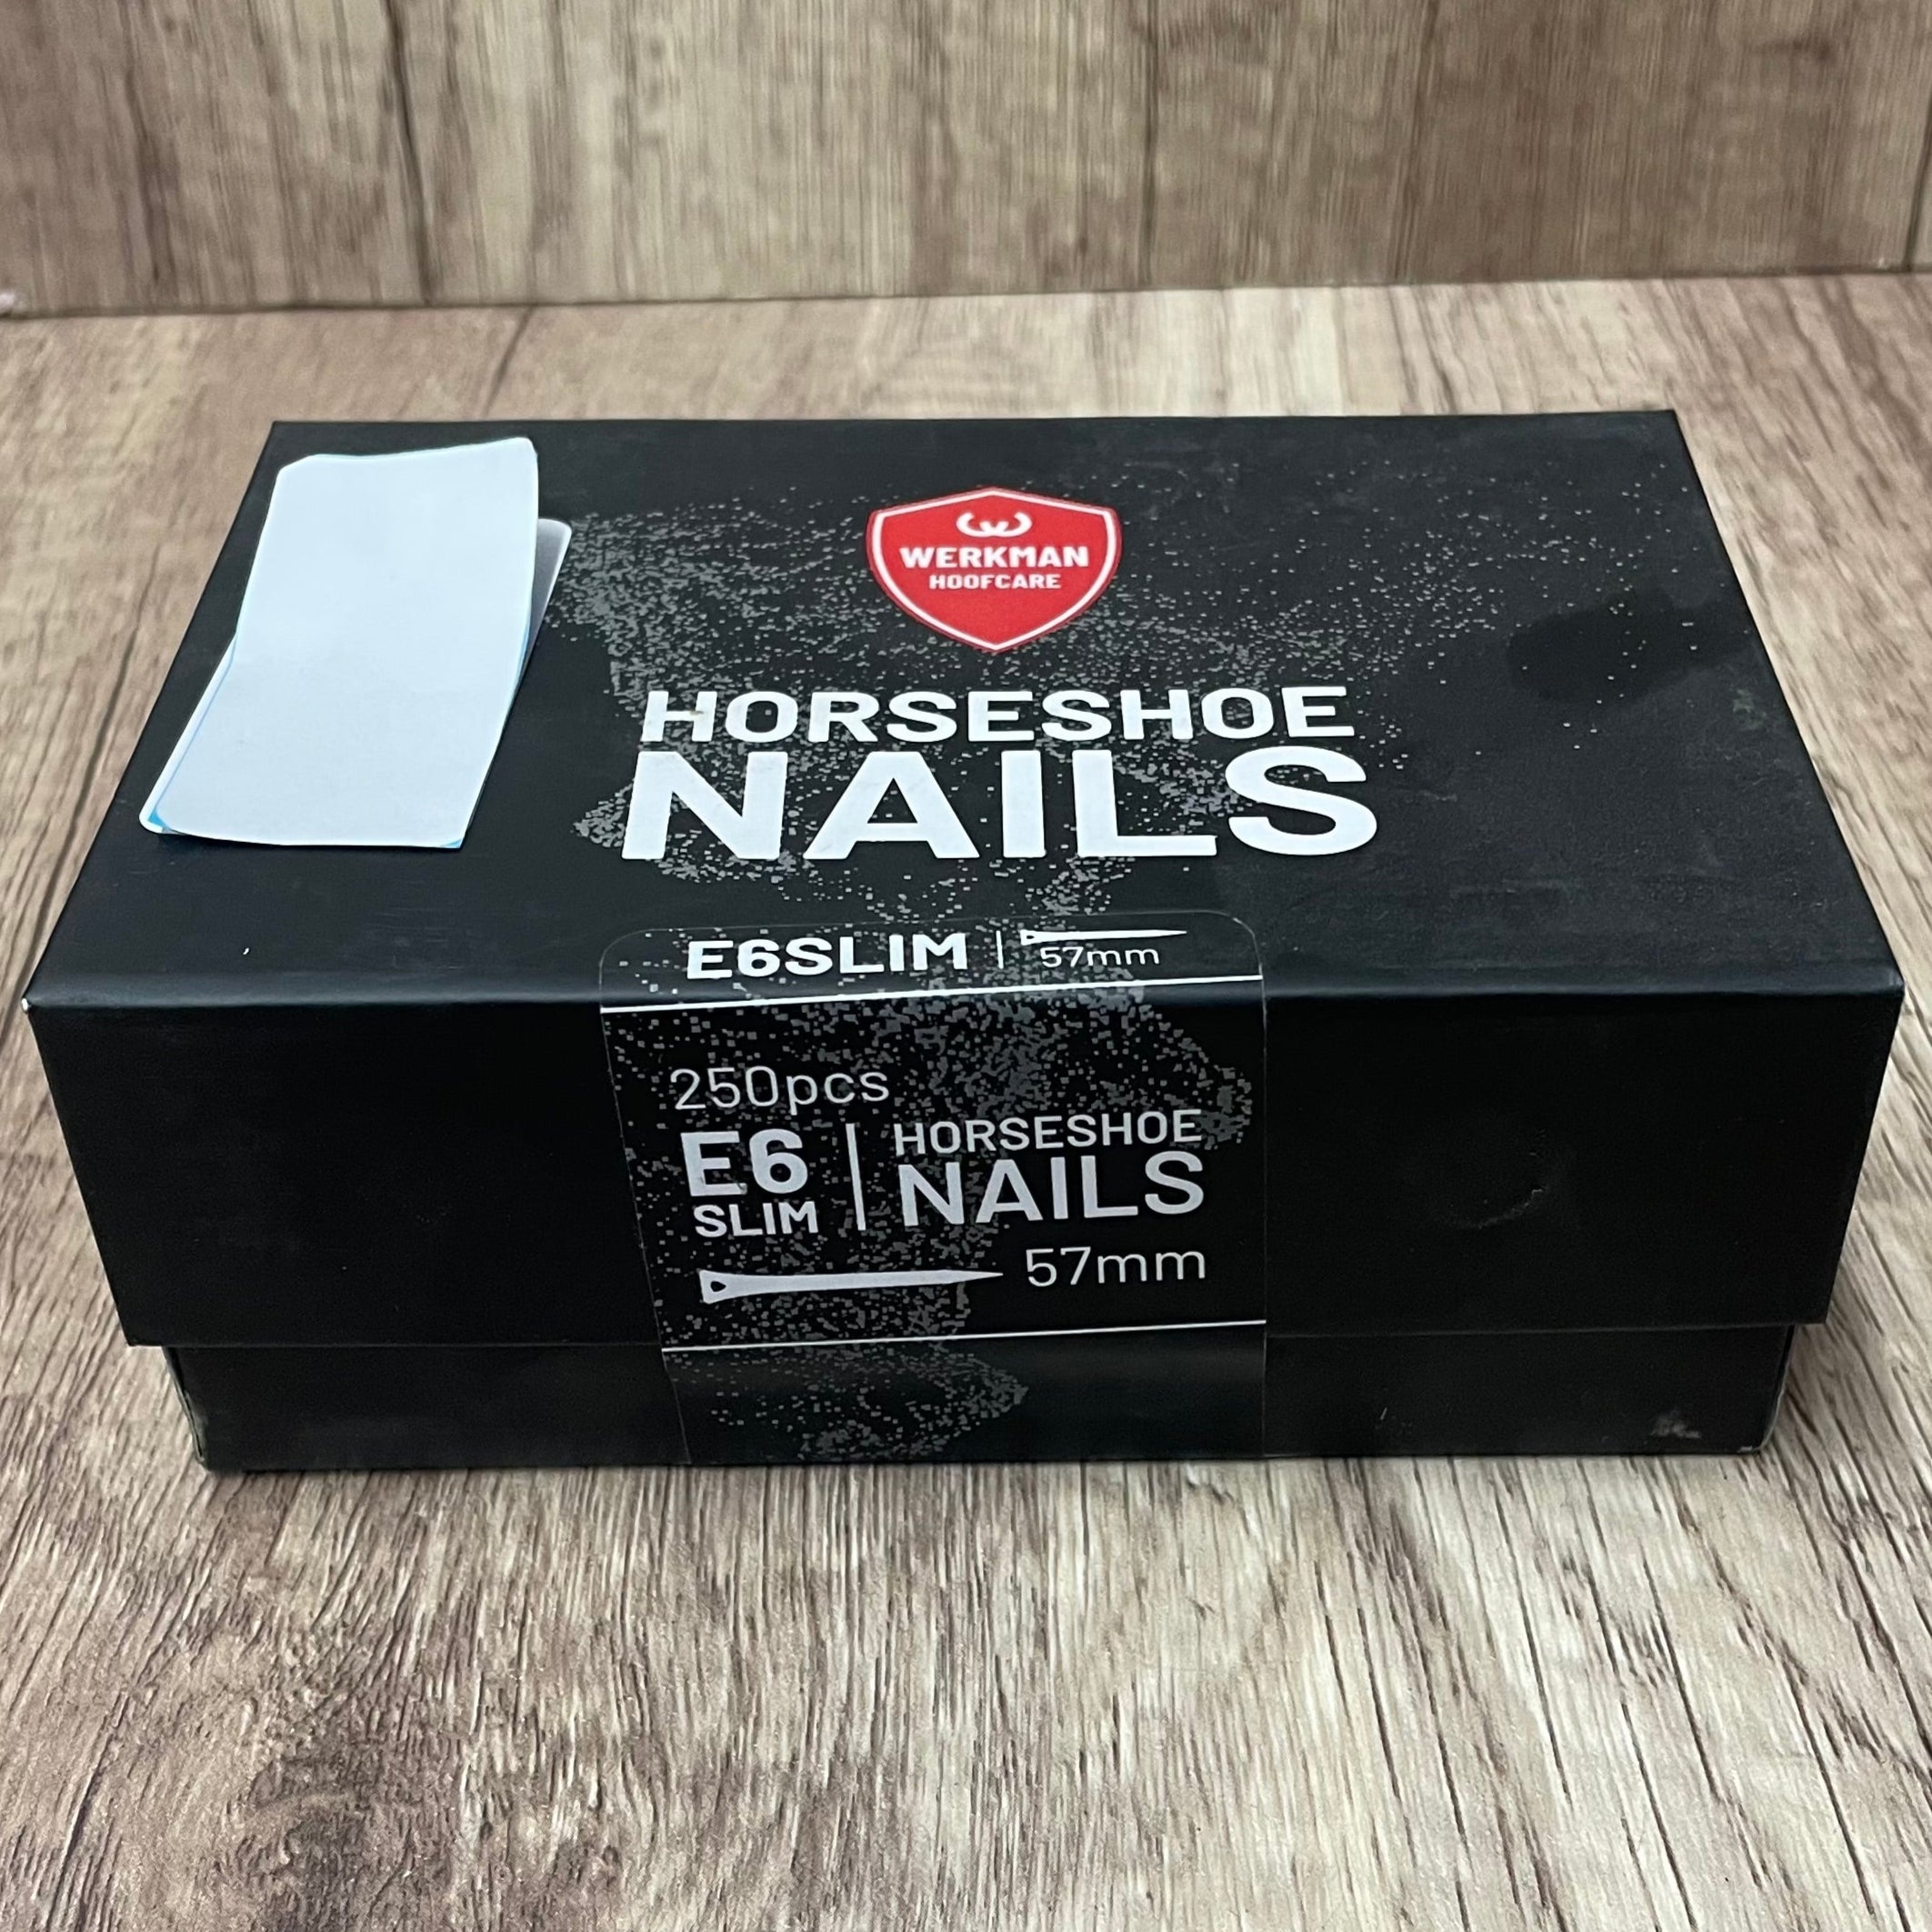 WERKMAN
HOOFCARE
HORSESHOE
NAILS
E6SLIM | 57mm
250pcs
E6
SLIM
HORSESHOE
NAILS
57mm